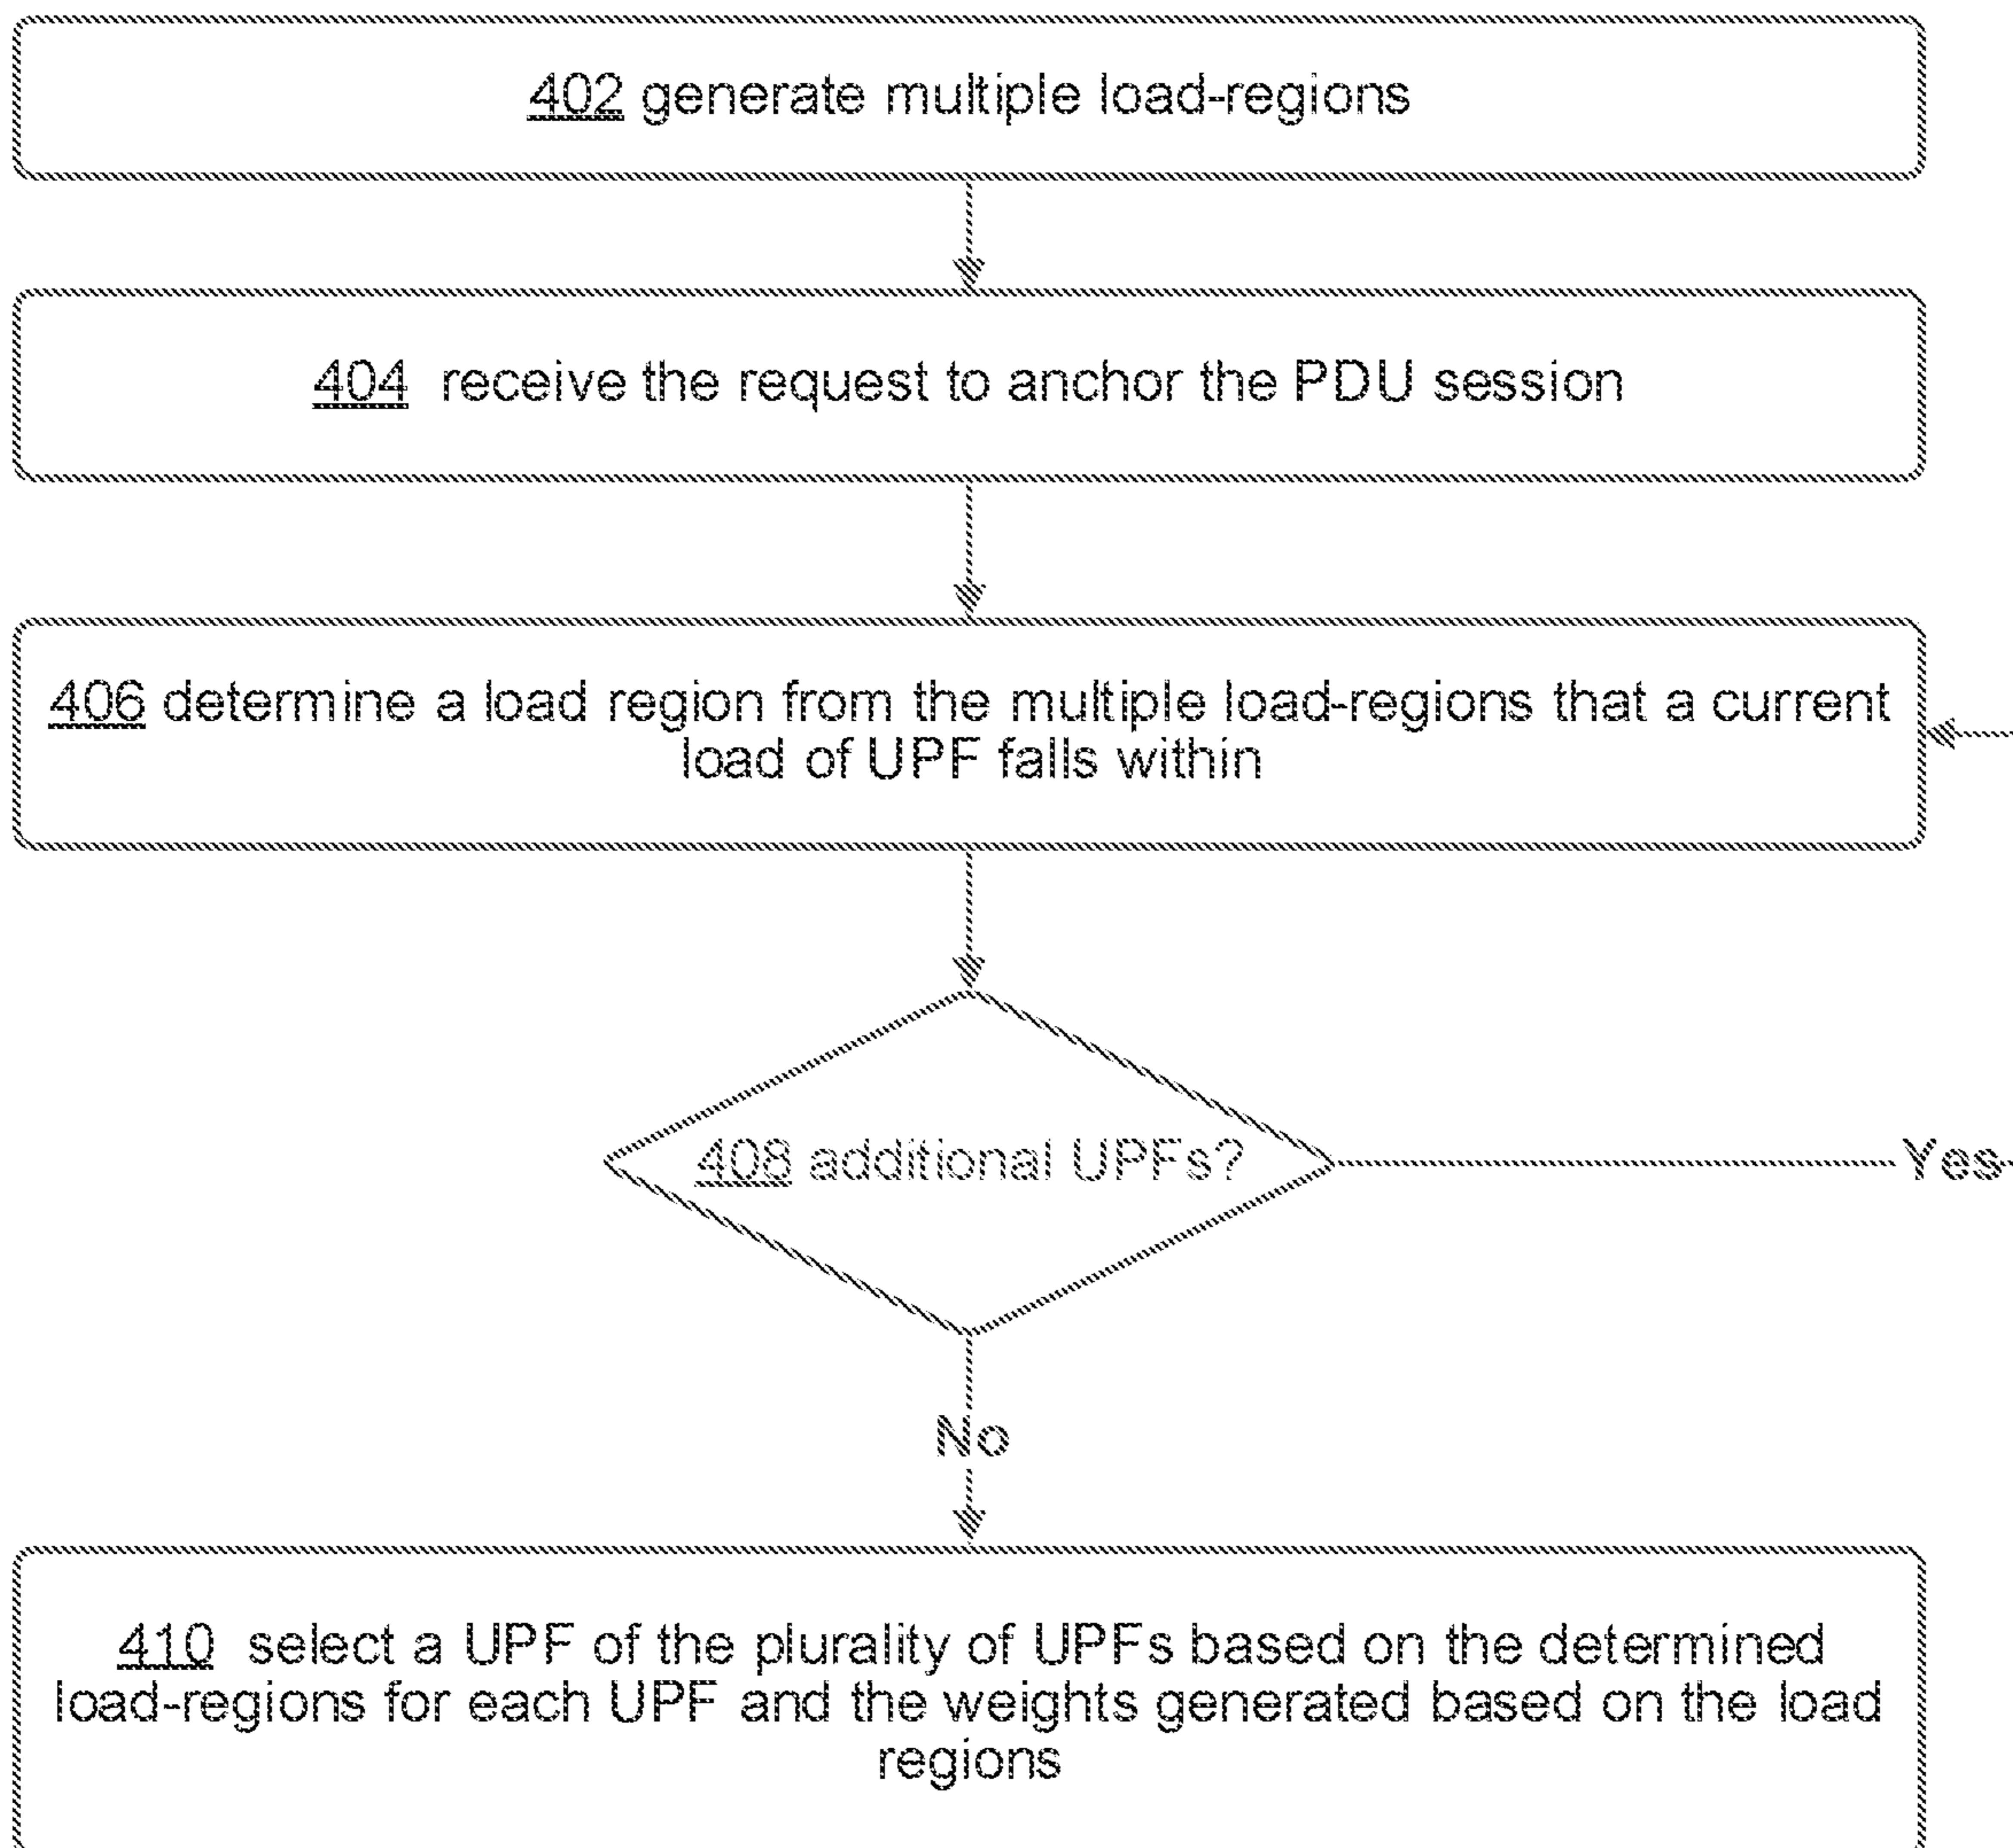 402 generate multiple load-regions
404 receive the request to anchor the PDU session
406 determine a load region from the multiple load-regions that a current
load of UPF falls within
408 additional UPFs?
Yes
No
410 select a UPF of the plurality of UPFs based on the determined
load-regions for each UPF and the weights generated based on the load
regions